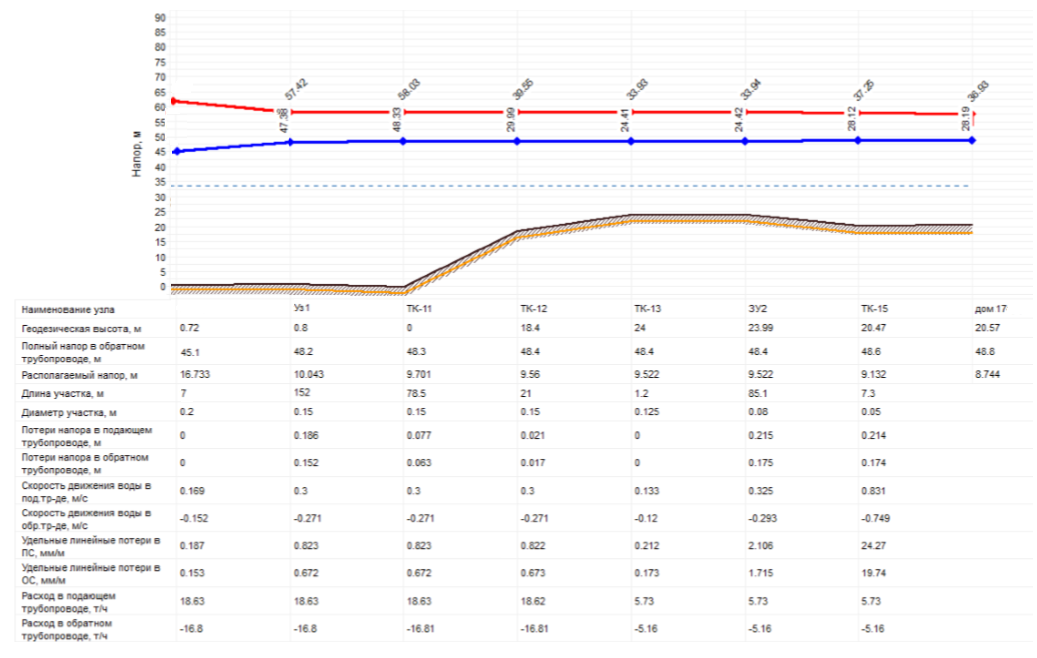 90
85
80
75
70
65
60
55
50
45
40
35
30
25
20
15
10
5
0
Напор, м
57.42
58.03
39.55
33.93
33.94
37.25
36.93
47.38
48.33
29.99
24.41
24.42
28.12
28.19
Наименование узла Уз1 ТК-11 ТК-12 ТК-13 ЗУ2 ТК-15 дом 17
Геодезическая высота, м 0.72 0.8 0 18.4 24 23.99 20.47 20.57
Полный напор в обратном
трубопроводе, м 45.1 48.2 48.3 48.4 48.4 48.4 48.6 48.8
Располагаемый напор, м 16.733 10.043 9.701 9.56 9.522 9.522 9.132 8.744
Длина участка, м 7 152 78.5 21 1.2 85.1 7.3
Диаметр участка, м 0.2 0.15 0.15 0.15 0.125 0.08 0.05
Потери напора в подающем
трубопроводе, м 0 0.186 0.077 0.021 0 0.215 0.214
Потери напора в обратном
трубопроводе, м 0 0.152 0.063 0.017 0 0.175 0.174
Скорость движения воды в
под.тр-де, м/с 0.169 0.3 0.3 0.3 0.133 0.325 0.831
Скорость движения воды в
обр.тр-де, м/с -0.152 -0.271 -0.271 -0.271 -0.12 -0.293 -0.749
Удельные линейные потери в
ПС, мм/м 0.187 0.823 0.823 0.822 0.212 2.106 24.27
Удельные линейные потери в
ОС, мм/м 0.153 0.672 0.672 0.673 0.173 1.715 19.74
Расход в подающем
трубопроводе, т/ч 18.63 18.63 18.63 18.62 5.73 5.73 5.73
Расход в обратном
трубопроводе, т/ч -16.8 -16.8 -16.81 -16.81 -5.16 -5.16 -5.16